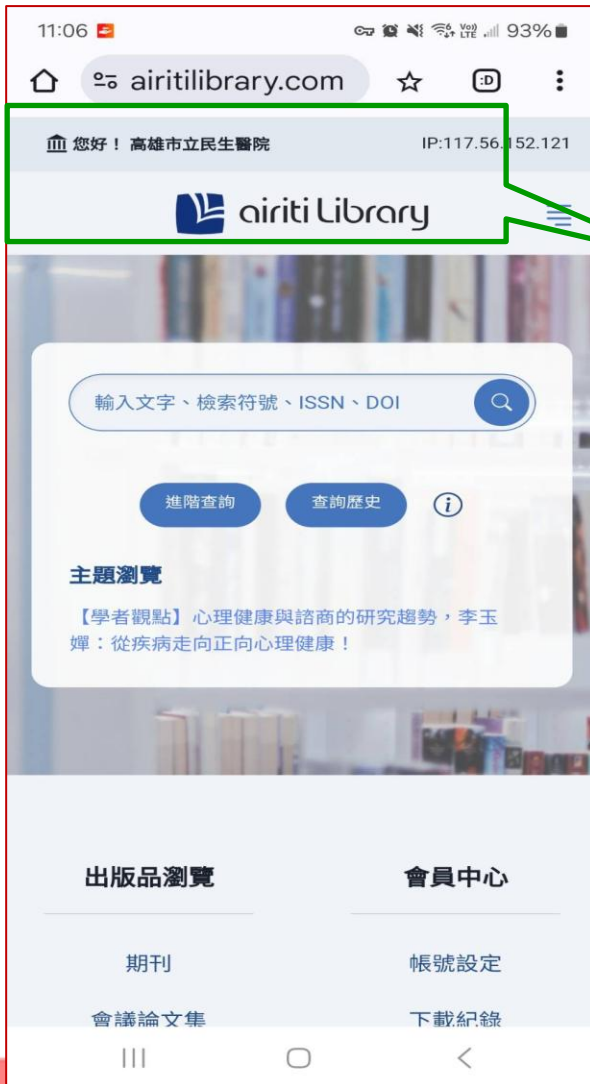 11:06 93%
airitilibrary.com :D
您好！ 高雄市立民生醫院 IP:117.56.152.121
airiti Library
輸入文字、檢索符號、ISSN、DOI
進階查詢 查詢歷史 i
主題瀏覽
【學者觀點】心理健康與諮商的研究趨勢，李玉
嬋：從疾病走向正向心理健康！
出版品瀏覽 會員中心
期刊 帳號設定
會議論文集 下載紀錄